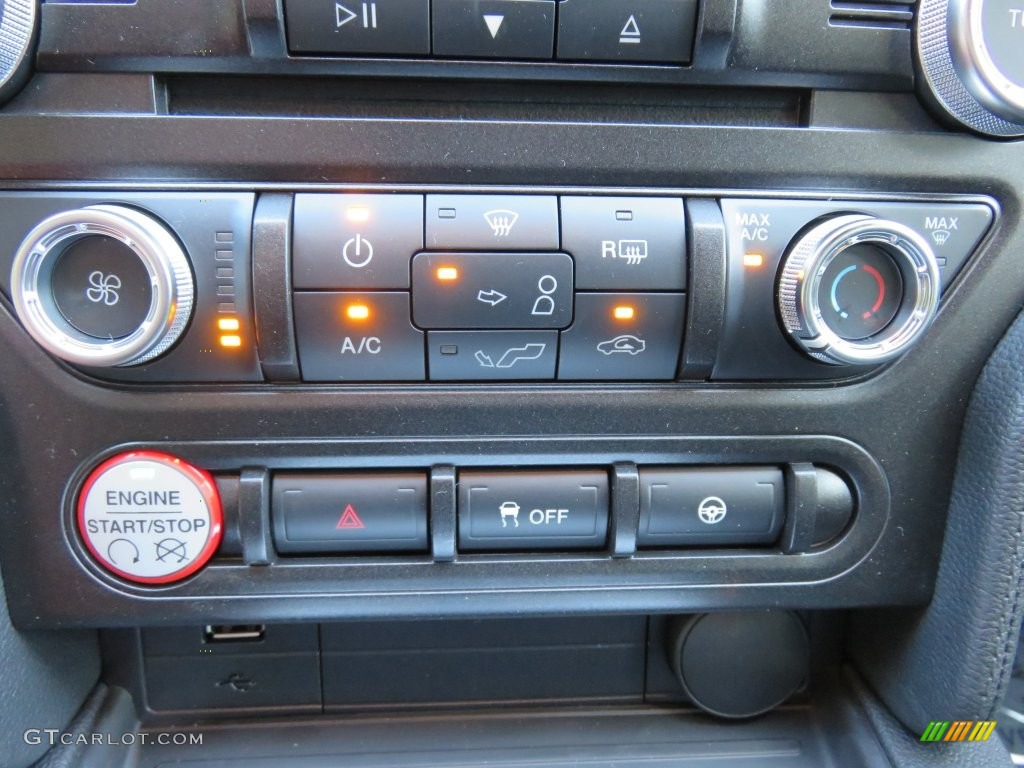 MAX
A/C
MAX
R
A/C
ENGINE
START/STOP
OFF
GTCARLOT.COM